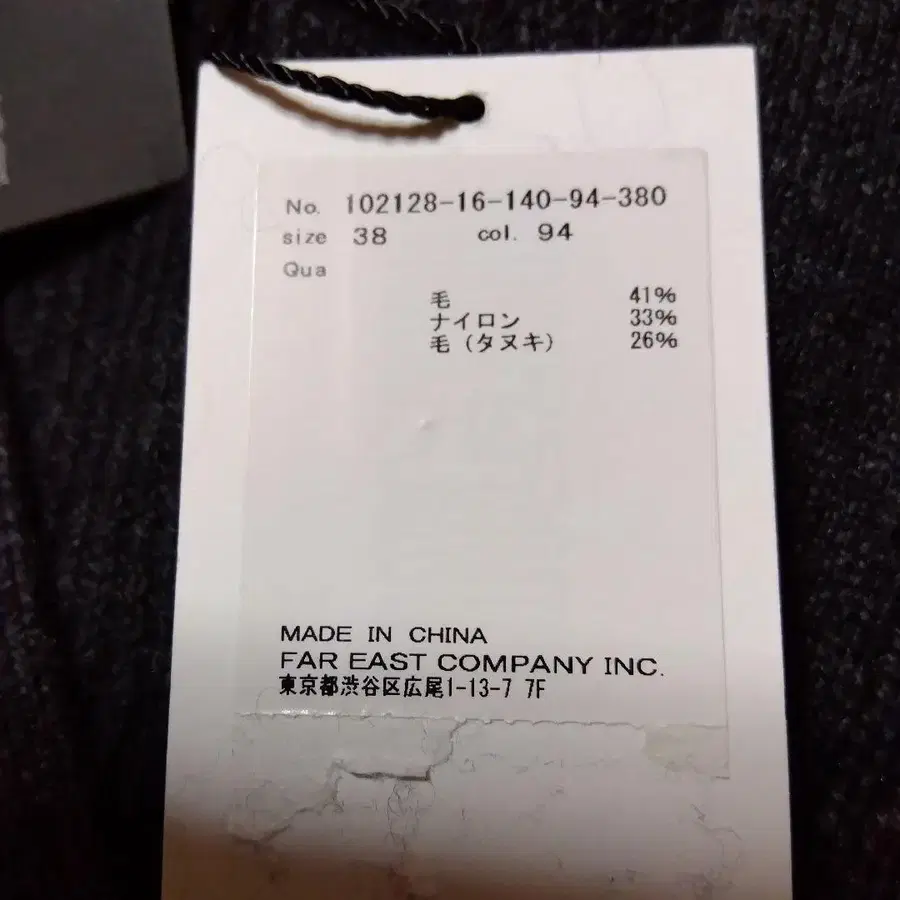 No. 102128-16-140-94-380
size 38 col. 94
Qua
毛 41%
ナイロン 33%
毛(タヌキ) 26%
MADE IN CHINA
FAR EAST COMPANY INC.
東京都渋谷区広尾1-13-7 7F